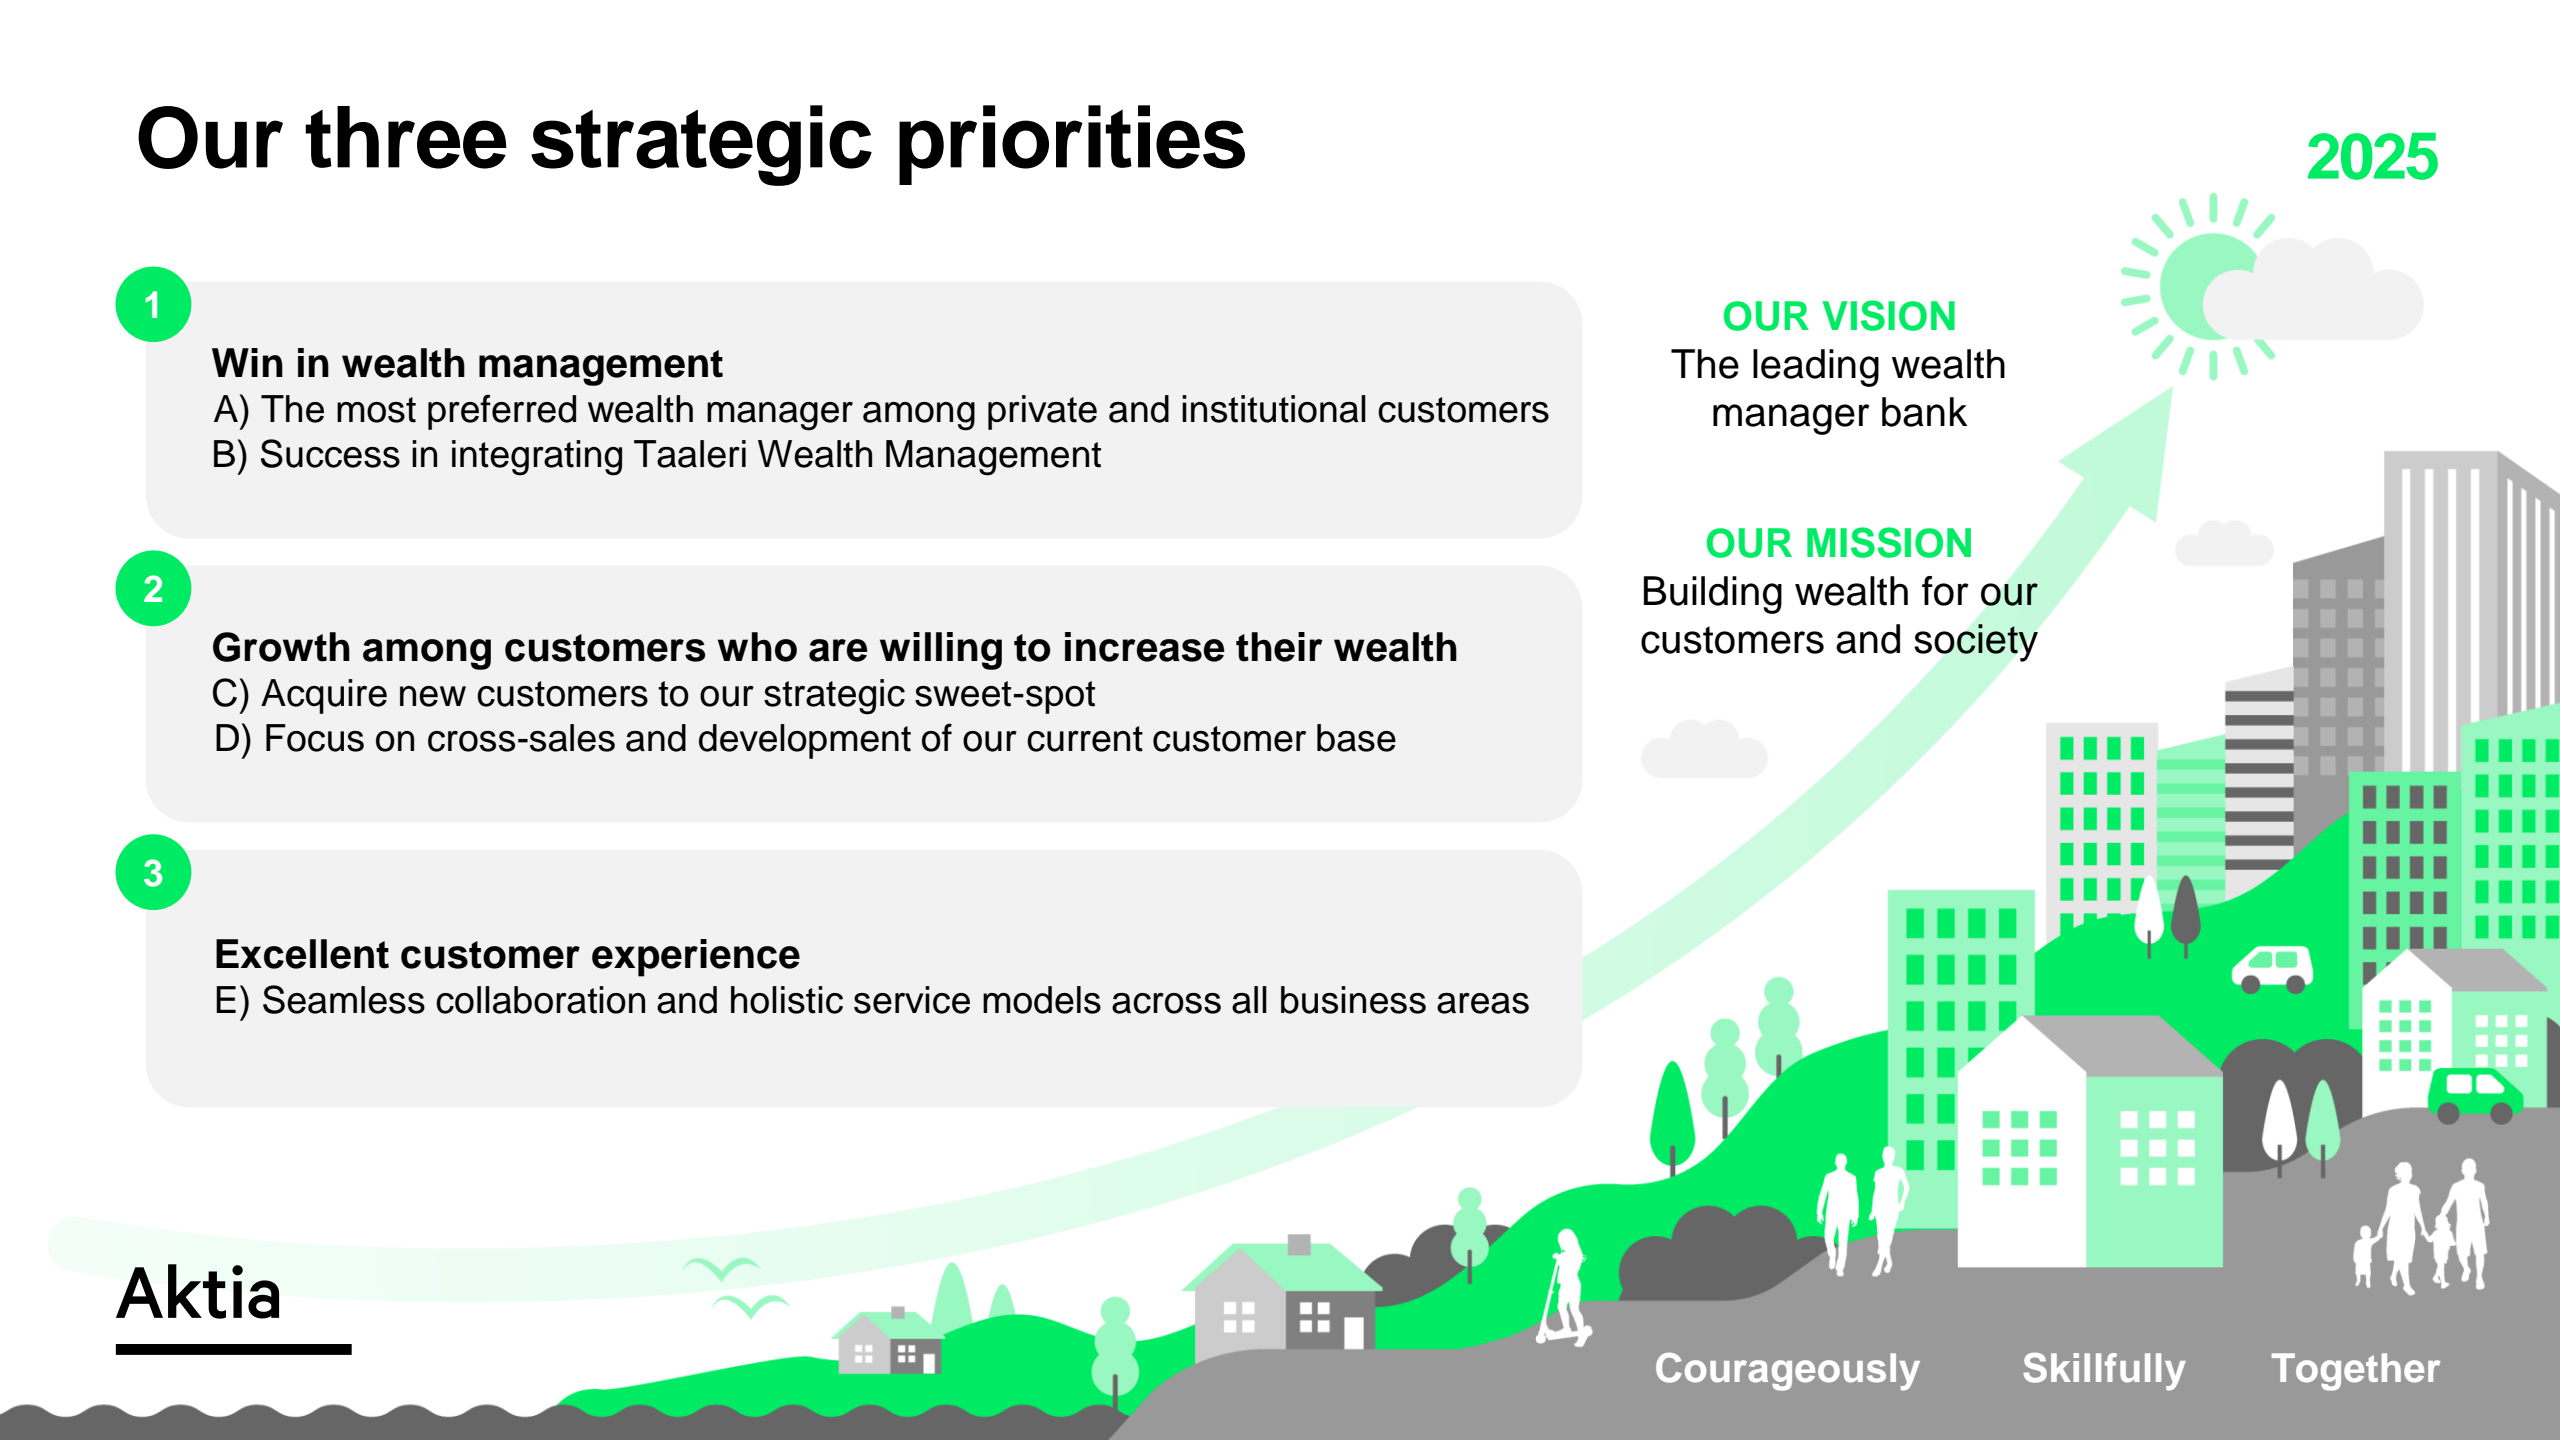 Our three strategic priorities
2025
1
Win in wealth management
A) The most preferred wealth manager among private and institutional customers
B) Success in integrating Taaleri Wealth Management
2
Growth among customers who are willing to increase their wealth
C) Acquire new customers to our strategic sweet-spot
D) Focus on cross-sales and development of our current customer base
3
Excellent customer experience
E) Seamless collaboration and holistic service models across all business areas
OUR VISION
The leading wealth
manager bank
OUR MISSION
Building wealth for our
customers and society
Aktia
Courageously Skillfully Together